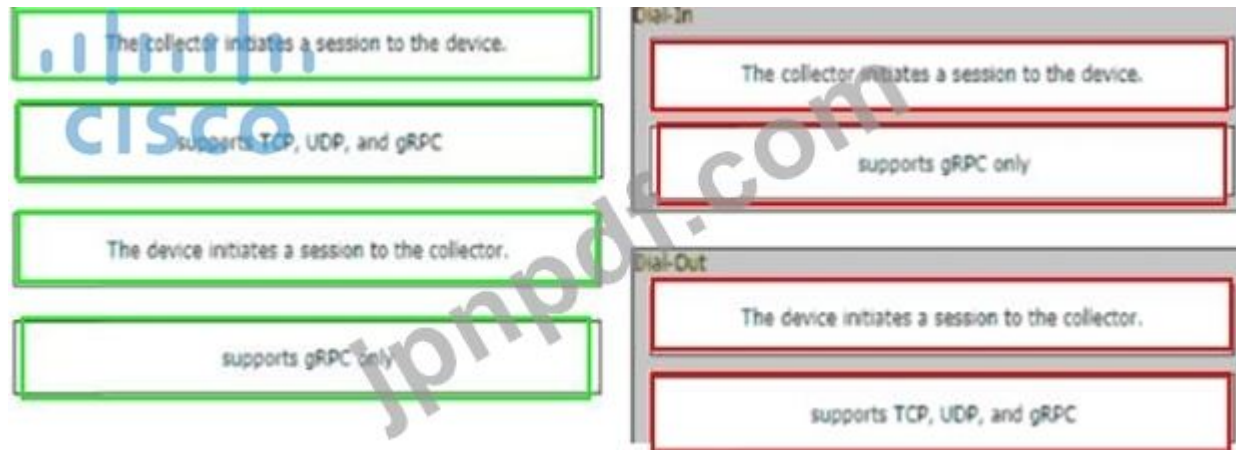 The collector initiates a session to the device.
CISCO
supports TCP, UDP, and gRPC
The device initiates a session to the collector.
supports gRPC only
Dial-In
The collector initiates a session to the device.
supports gRPC only
Dial-Out
The device initiates a session to the collector.
supports TCP, UDP, and gRPC
jpnpdf.com